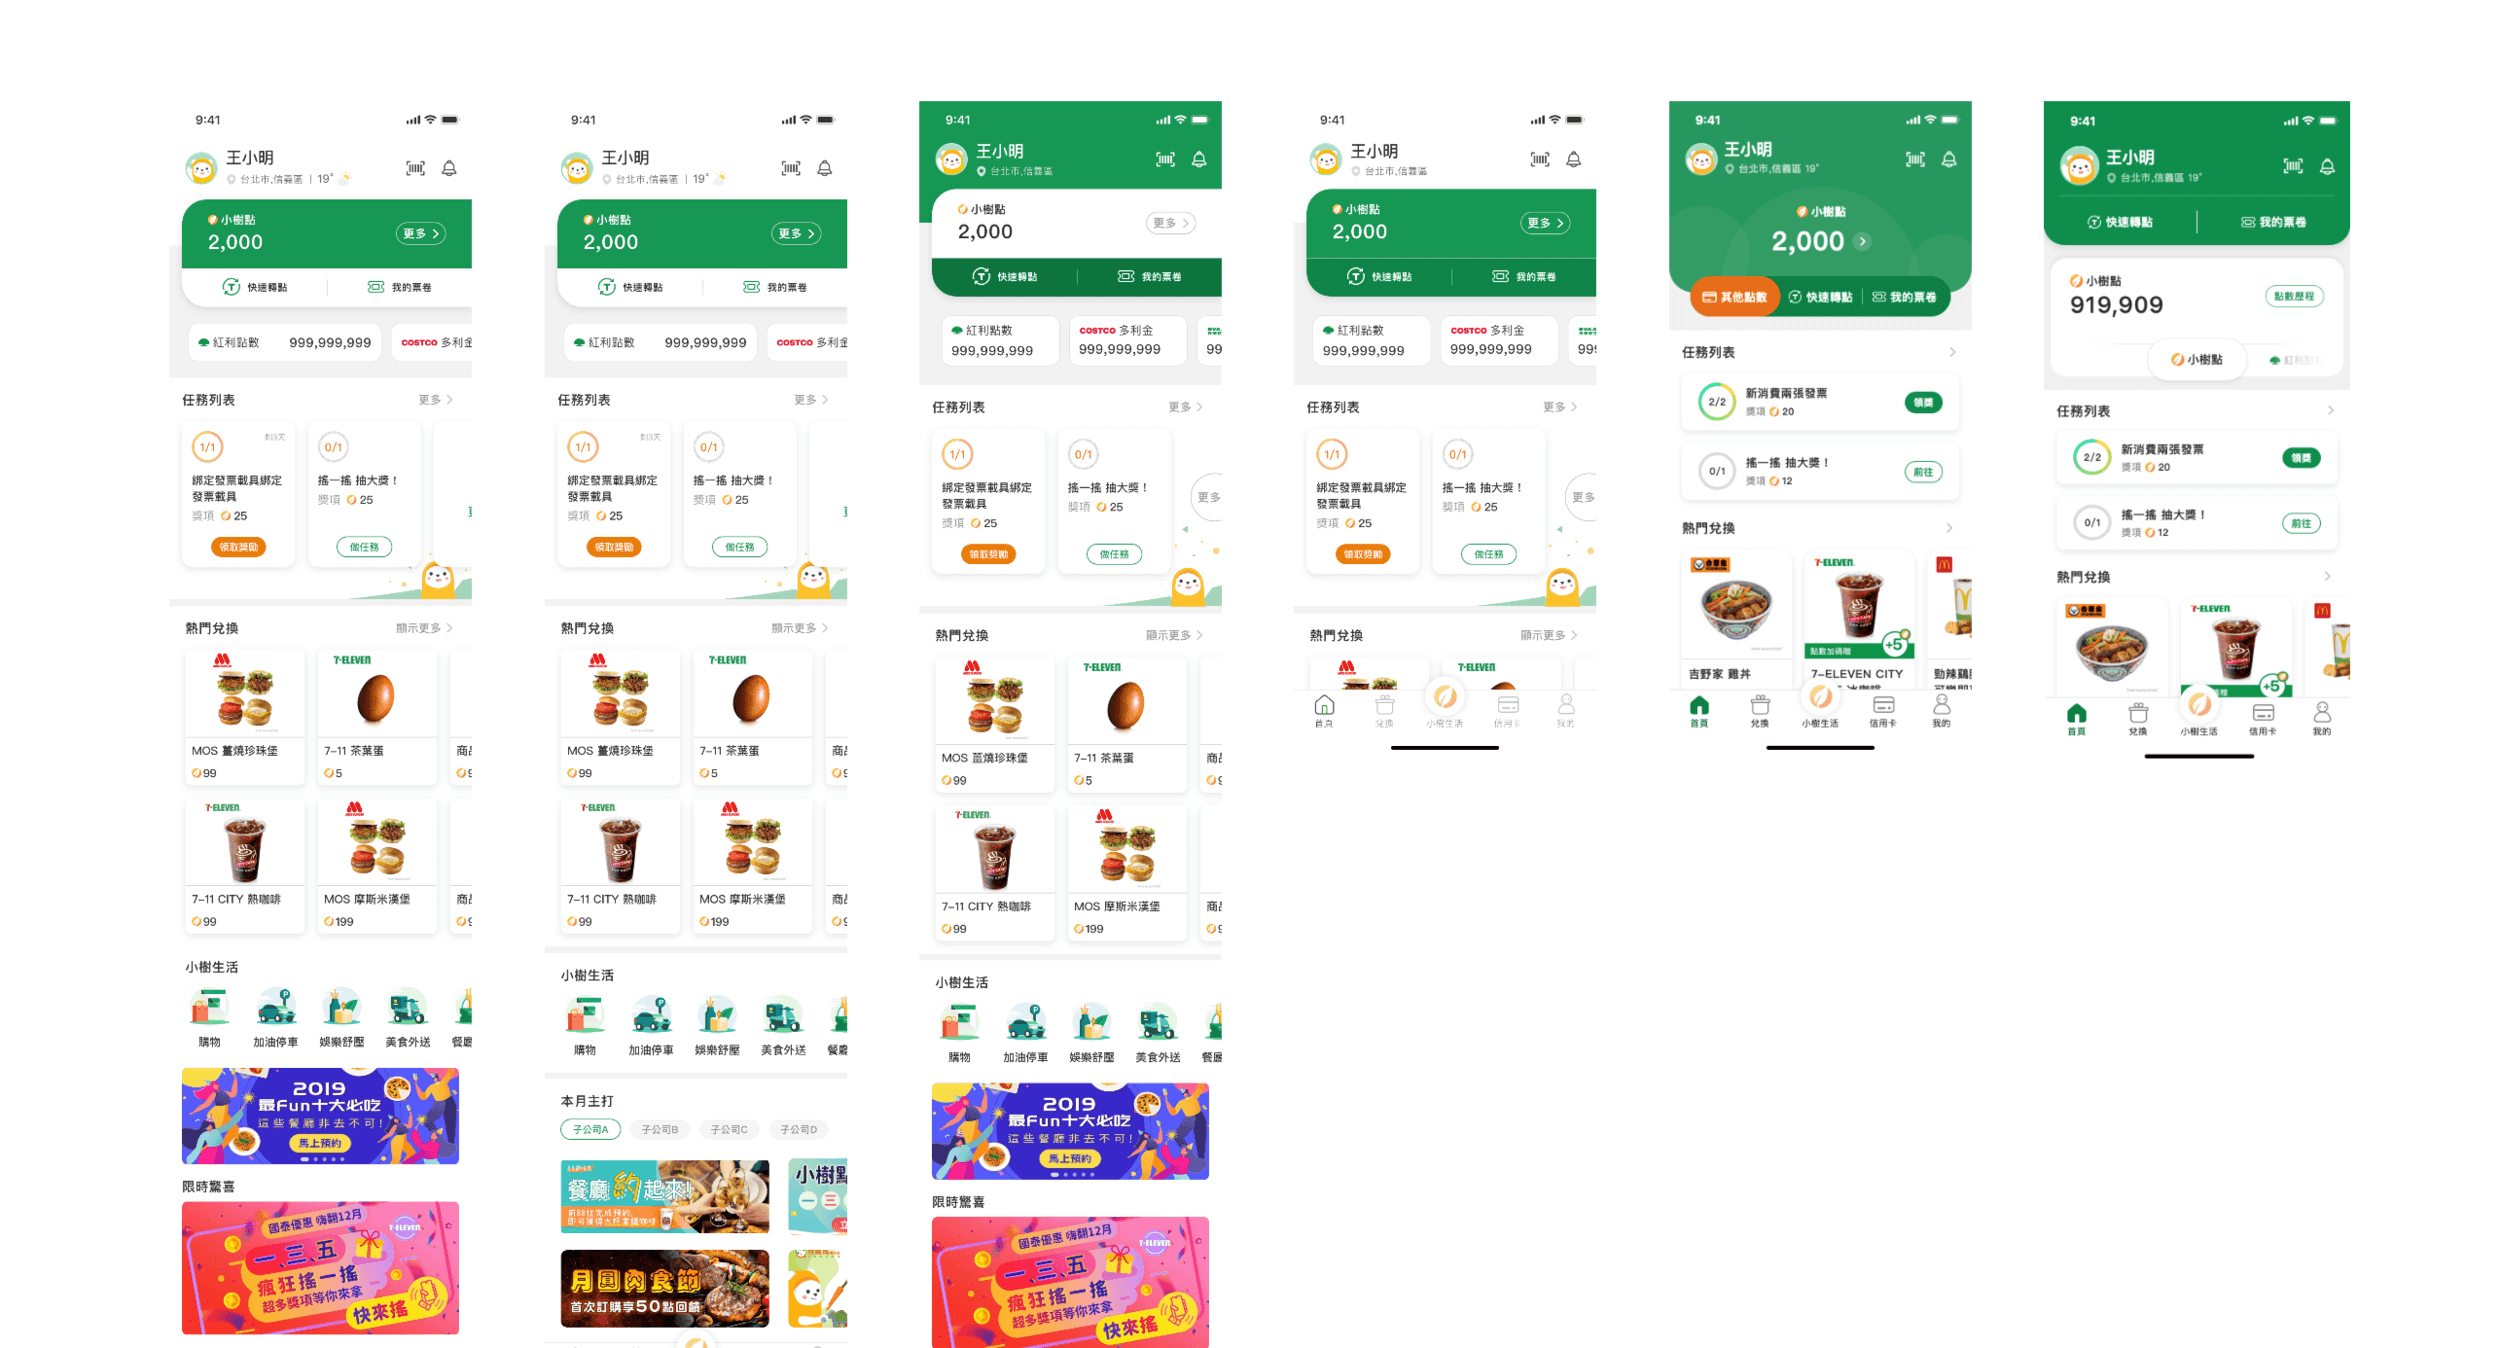 9:41
王小明
台北市,信義區 | 19°
小樹點
2,000
更多
快速轉點
我的票卷
紅利點數 999,999,999
COSTCO 多利金
任務列表
更多
1/1
剩3天
綁定發票載具綁定
發票載具
獎項 25
領取獎勵
0/1
搖一搖 抽大獎！
獎項 25
做任務
熱門兌換
顯示更多
MOS 薑燒珍珠堡
99
7-ELEVEN
7-11 茶葉蛋
5
7-ELEVEN
7-11 CITY 熱咖啡
99
MOS 摩斯米漢堡
199
小樹生活
購物
加油停車
娛樂舒壓
美食外送
餐廳
2019
最Fun十大必吃
這些餐廳非去不可!
馬上預約
限時驚喜
國泰優惠 嗨翻12月
7-ELEVEN
一、三、五
瘋狂搖一搖
超多獎項等你來拿
快來搖
9:41
王小明
台北市,信義區 | 19°
小樹點
2,000
更多
快速轉點
我的票卷
紅利點數 999,999,999
COSTCO 多利金
任務列表
更多
1/1
剩3天
綁定發票載具綁定
發票載具
獎項 25
領取獎勵
0/1
搖一搖 抽大獎！
獎項 25
做任務
熱門兌換
顯示更多
MOS 薑燒珍珠堡
99
7-ELEVEN
7-11 茶葉蛋
5
7-ELEVEN
7-11 CITY 熱咖啡
99
MOS 摩斯米漢堡
199
小樹生活
購物
加油停車
娛樂舒壓
美食外送
餐廳
本月主打
子公司A
子公司B
子公司C
子公司D
餐廳約起來!
小樹點
月圓肉食節
首次訂購享50點回饋
9:41
王小明
台北市,信義區
小樹點
2,000
更多
快速轉點
我的票卷
紅利點數
999,999,999
COSTCO 多利金
999,999,999
99
任務列表
更多
1/1
綁定發票載具綁定
發票載具
獎項 25
領取獎勵
0/1
搖一搖 抽大獎！
獎項 25
做任務
更多
熱門兌換
顯示更多
MOS 薑燒珍珠堡
99
7-ELEVEN
7-11 茶葉蛋
5
7-ELEVEN
7-11 CITY 熱咖啡
99
MOS 摩斯米漢堡
199
小樹生活
購物
加油停車
娛樂舒壓
美食外送
餐廳
2019
最Fun十大必吃
這些餐廳非去不可!
馬上預約
限時驚喜
國泰優惠 嗨翻12月
7-ELEVEN
一、三、五
瘋狂搖一搖
超多獎項等你來拿
快來搖
9:41
王小明
台北市,信義區
小樹點
2,000
更多
快速轉點
我的票卷
紅利點數
999,999,999
COSTCO 多利金
999,999,999
99
任務列表
更多
1/1
綁定發票載具綁定
發票載具
獎項 25
領取獎勵
0/1
搖一搖 抽大獎！
獎項 25
做任務
更多
熱門兌換
顯示更多
7-ELEVEN
首頁
兌換
小樹生活
信用卡
我的
9:41
王小明
台北市,信義區 19°
小樹點
2,000
其他點數
快速轉點
我的票卷
任務列表
2/2
新消費兩張發票
獎項 20
領獎
0/1
搖一搖 抽大獎！
獎項 12
前往
熱門兌換
吉野家
吉野家 雞丼
7-ELEVEN
點數加碼贈
+5
7-ELEVEN CITY
勁辣雞
首頁
兌換
小樹生活
信用卡
我的
9:41
王小明
台北市,信義區 19°
快速轉點
我的票卷
小樹點
919,909
點數歷程
小樹點
紅利點
任務列表
2/2
新消費兩張發票
獎項 20
領獎
0/1
搖一搖 抽大獎！
獎項 12
前往
熱門兌換
吉野家
7-ELEVEN
+5
首頁
兌換
小樹生活
信用卡
我的